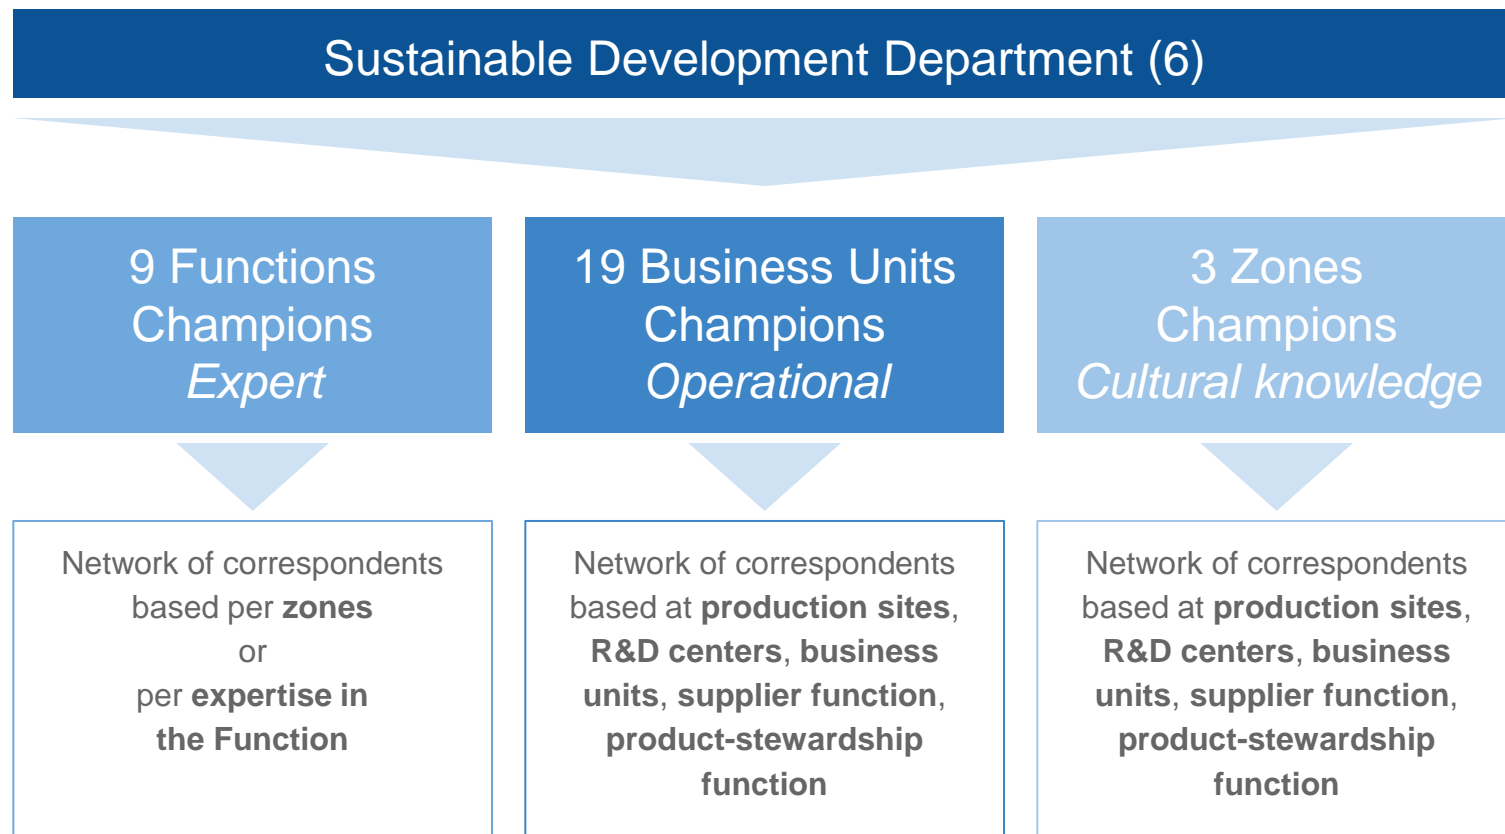 Sustainable Development Department (6)
9 Functions
Champions
Expert
19 Business Units
Champions
Operational
3 Zones
Champions
Cultural knowledge
Network of correspondents
based per zones
or
per expertise in
the Function
Network of correspondents
based at production sites,
R&D centers, business
units, supplier function,
product-stewardship
function
Network of correspondents
based at production sites,
R&D centers, business
units, supplier function,
product-stewardship
function